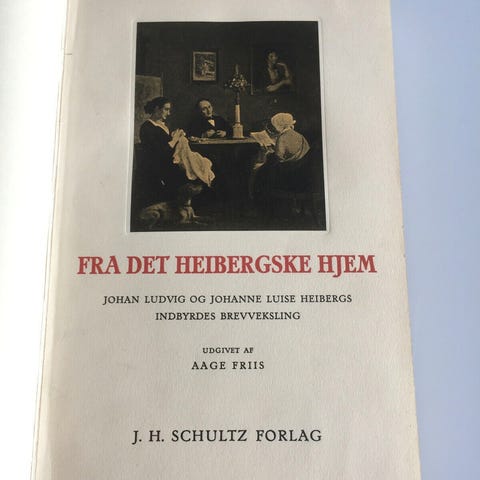 FRA DET HEIBERGSKE HJEM
JOHAN LUDVIG OG JOHANNE LUISE HEIBERGS
INDBYRDES BREVVEKSLING
UDGIVET AF
AAGE FRIIS
J. H. SCHULTZ FORLAG